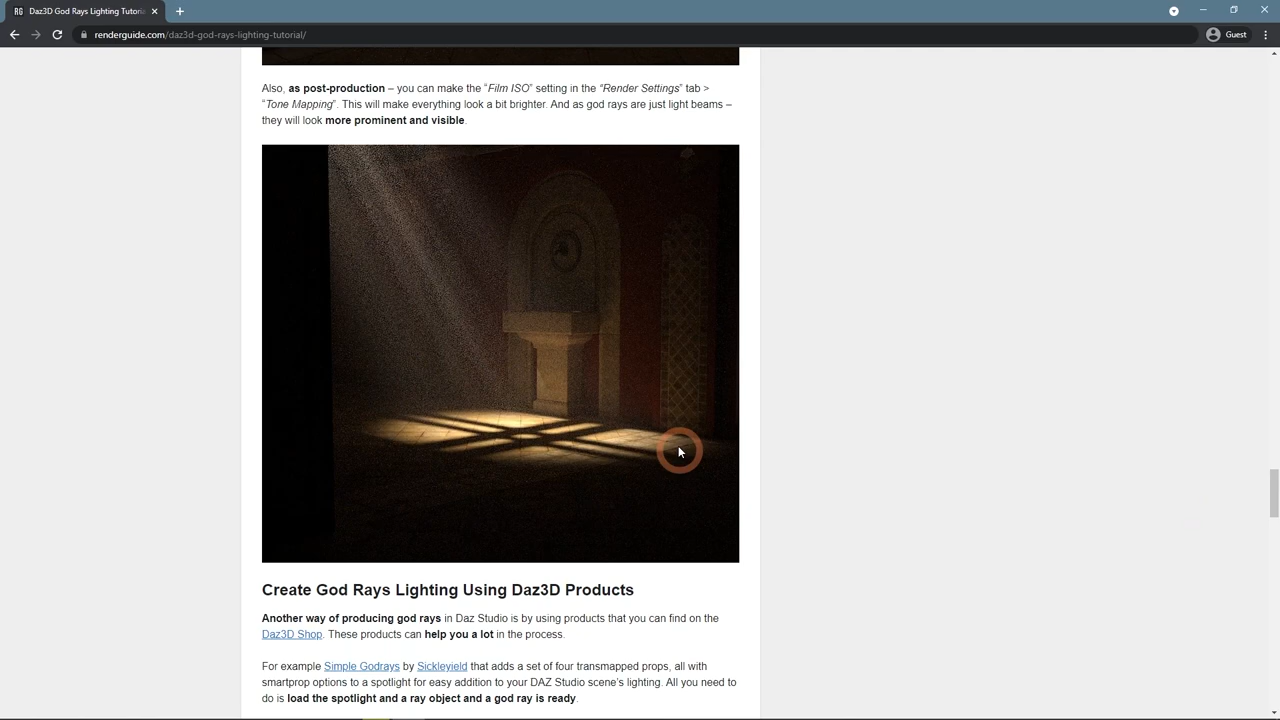 RG Daz3D God Rays Lighting Tutoria
renderguide.com/daz3d-god-rays-lighting-tutorial/
Guest
Also, as post-production – you can make the “Film ISO” setting in the “Render Settings” tab >
“Tone Mapping”. This will make everything look a bit brighter. And as god rays are just light beams –
they will look more prominent and visible.
Create God Rays Lighting Using Daz3D Products
Another way of producing god rays in Daz Studio is by using products that you can find on the
Daz3D Shop. These products can help you a lot in the process.
For example Simple Godrays by Sickleyield that adds a set of four transmapped props, all with
smartprop options to a spotlight for easy addition to your DAZ Studio scene’s lighting. All you need to
do is load the spotlight and a ray object and a god ray is ready.